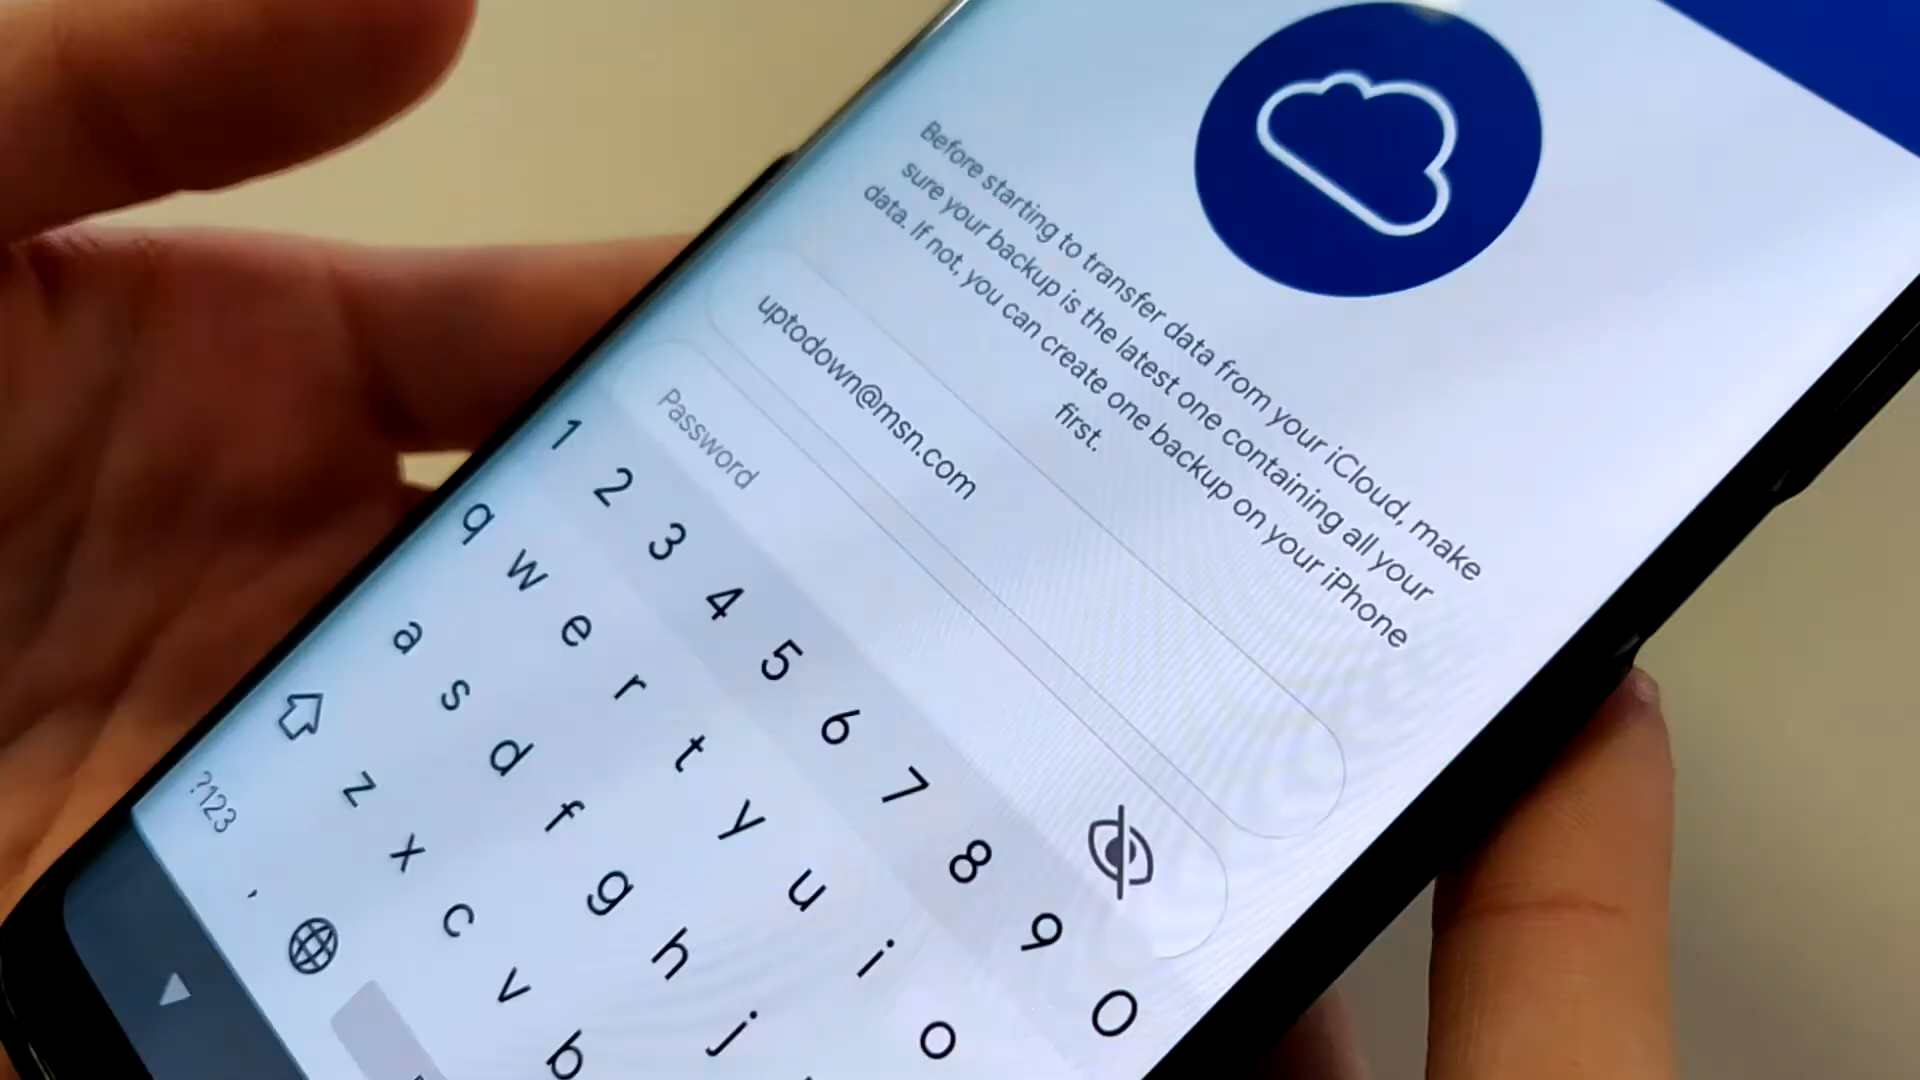 Before starting to transfer data from your iCloud, make
sure your backup is the latest one containing all your
data. If not, you can create one backup on your iPhone
first.
uptodown@msn.com
Password
1 2 3 4 5 6 7 8 9 0
q w e r t y u i o
a s d f g h j
z x c v b
?123 ,